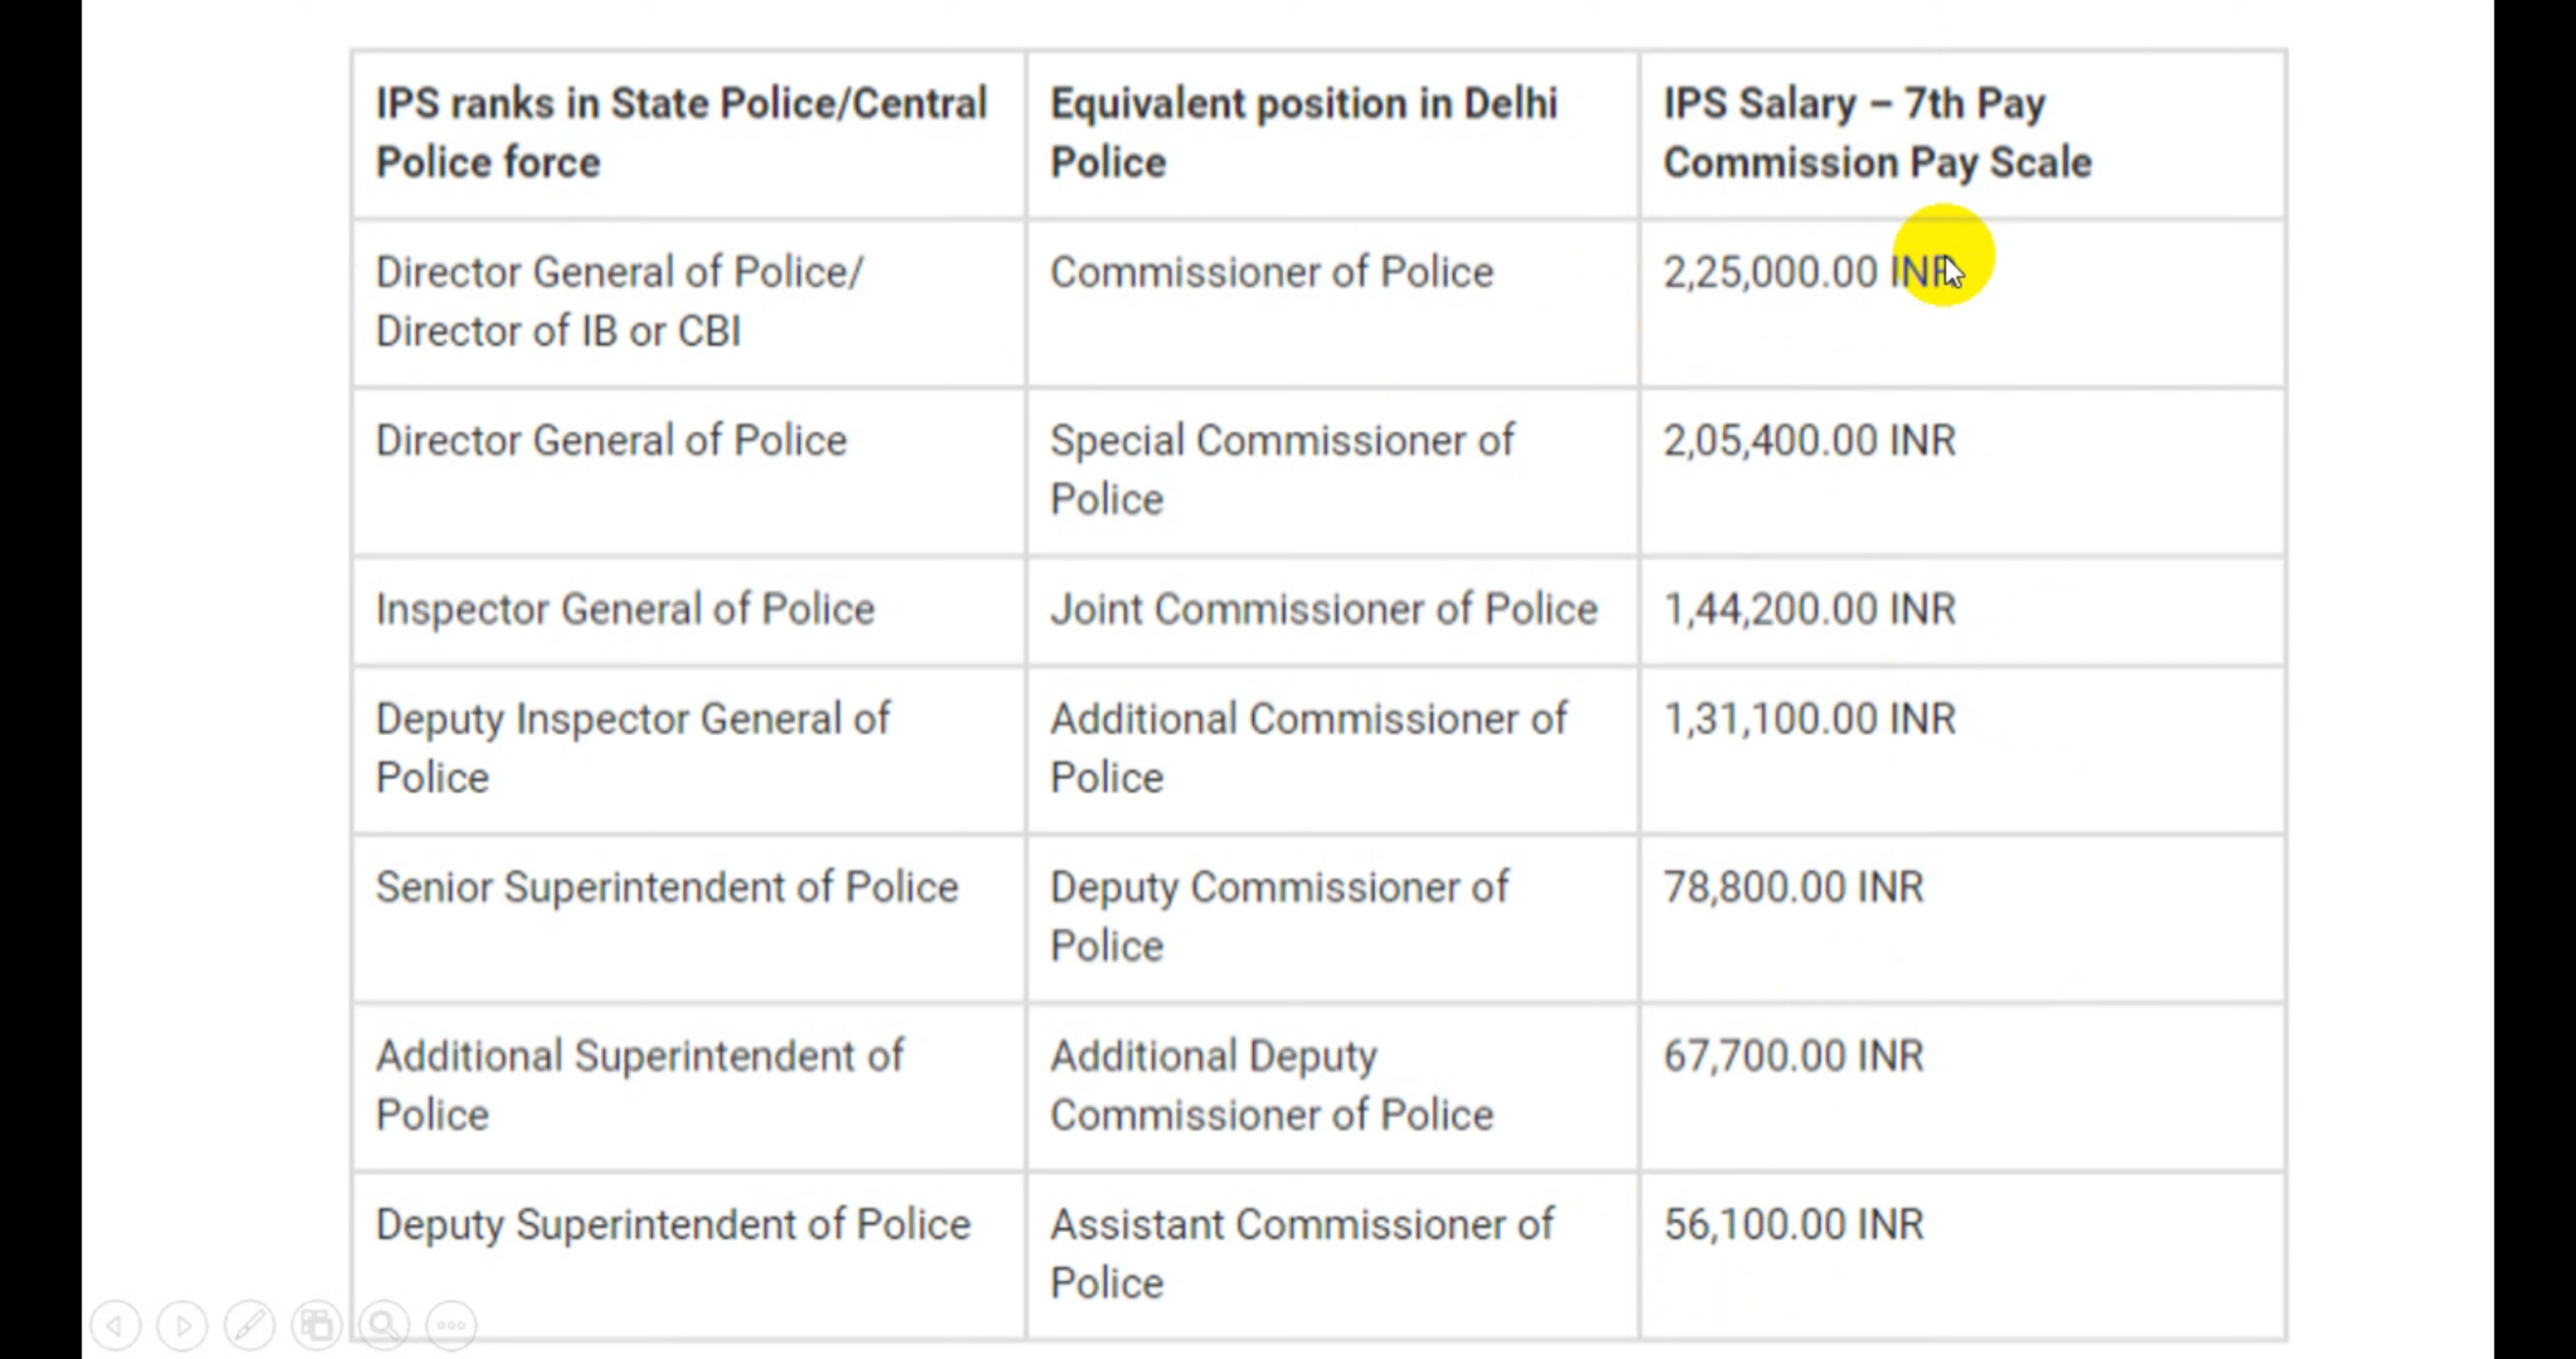 IPS ranks in State Police/Central
Police force
Equivalent position in Delhi
Police
IPS Salary – 7th Pay
Commission Pay Scale
Director General of Police/
Director of IB or CBI
Commissioner of Police
2,25,000.00 INR
Director General of Police
Special Commissioner of
Police
2,05,400.00 INR
Inspector General of Police
Joint Commissioner of Police
1,44,200.00 INR
Deputy Inspector General of
Police
Additional Commissioner of
Police
1,31,100.00 INR
Senior Superintendent of Police
Deputy Commissioner of
Police
78,800.00 INR
Additional Superintendent of
Police
Additional Deputy
Commissioner of Police
67,700.00 INR
Deputy Superintendent of Police
Assistant Commissioner of
Police
56,100.00 INR